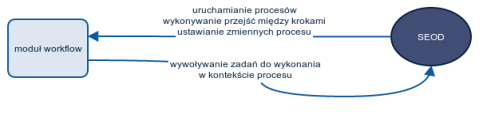 uruchamianie procesów
wykonywanie przejść między krokami
ustawianie zmiennych procesu
moduł workflow
SEOD
wywoływanie zadań do wykonania
w kontekście procesu